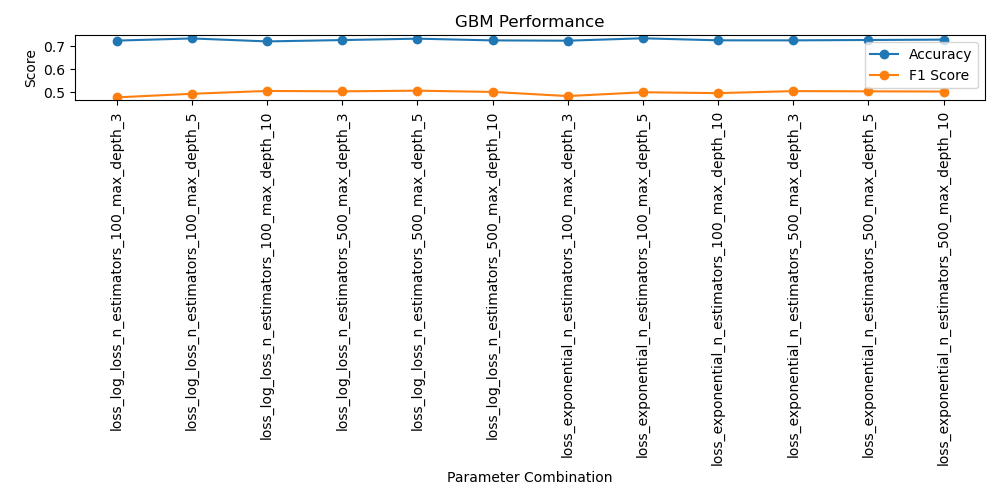 GBM Performance
Score
0.7
0.6
0.5
Accuracy
F1 Score
loss_log_loss_n_estimators_100_max_depth_3
loss_log_loss_n_estimators_100_max_depth_5
loss_log_loss_n_estimators_100_max_depth_10
loss_log_loss_n_estimators_500_max_depth_3
loss_log_loss_n_estimators_500_max_depth_5
loss_log_loss_n_estimators_500_max_depth_10
loss_exponential_n_estimators_100_max_depth_3
loss_exponential_n_estimators_100_max_depth_5
loss_exponential_n_estimators_100_max_depth_10
loss_exponential_n_estimators_500_max_depth_3
loss_exponential_n_estimators_500_max_depth_5
loss_exponential_n_estimators_500_max_depth_10
Parameter Combination